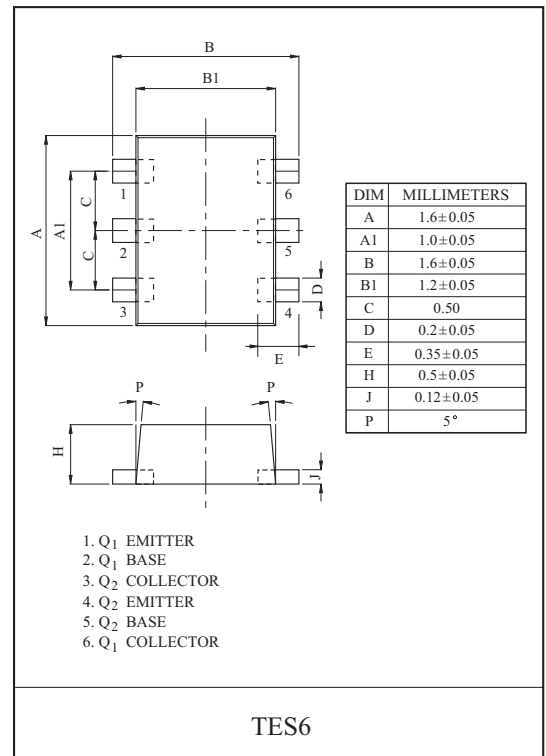 B
B1
A
A1
C
C
1
2
3
6
5
4
D
E
P
P
H
J
DIM MILLIMETERS
A 1.6±0.05
A1 1.0±0.05
B 1.6±0.05
B1 1.2±0.05
C 0.50
D 0.2±0.05
E 0.35±0.05
H 0.5±0.05
J 0.12±0.05
P 5°
1. Q1 EMITTER
2. Q1 BASE
3. Q2 COLLECTOR
4. Q2 EMITTER
5. Q2 BASE
6. Q1 COLLECTOR
TES6